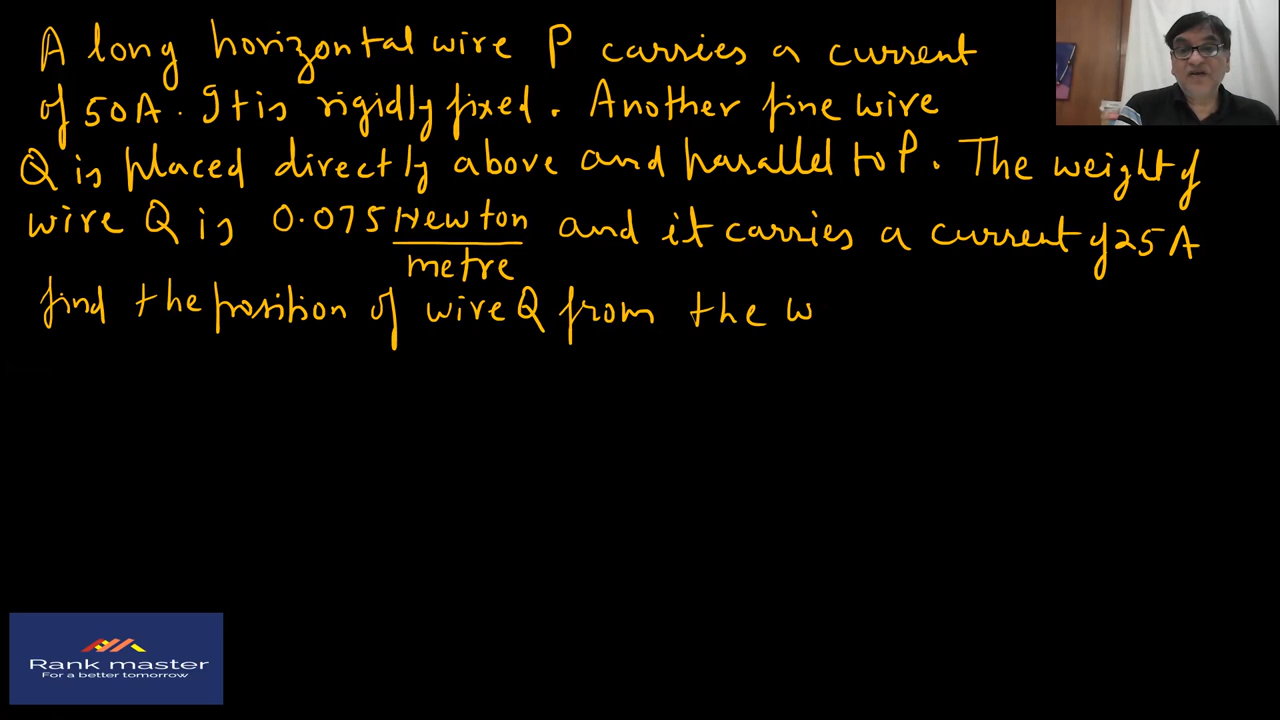 A long horizontal wire P carries a current
of 50A. It is rigidly fixed. Another fine wire
Q is placed directly above and parallel to P. The weight of
wire Q is 0.075 Newton/metre and it carries a current of 25 A
find the position of wire Q from the w
Rank master
For a better tomorrow